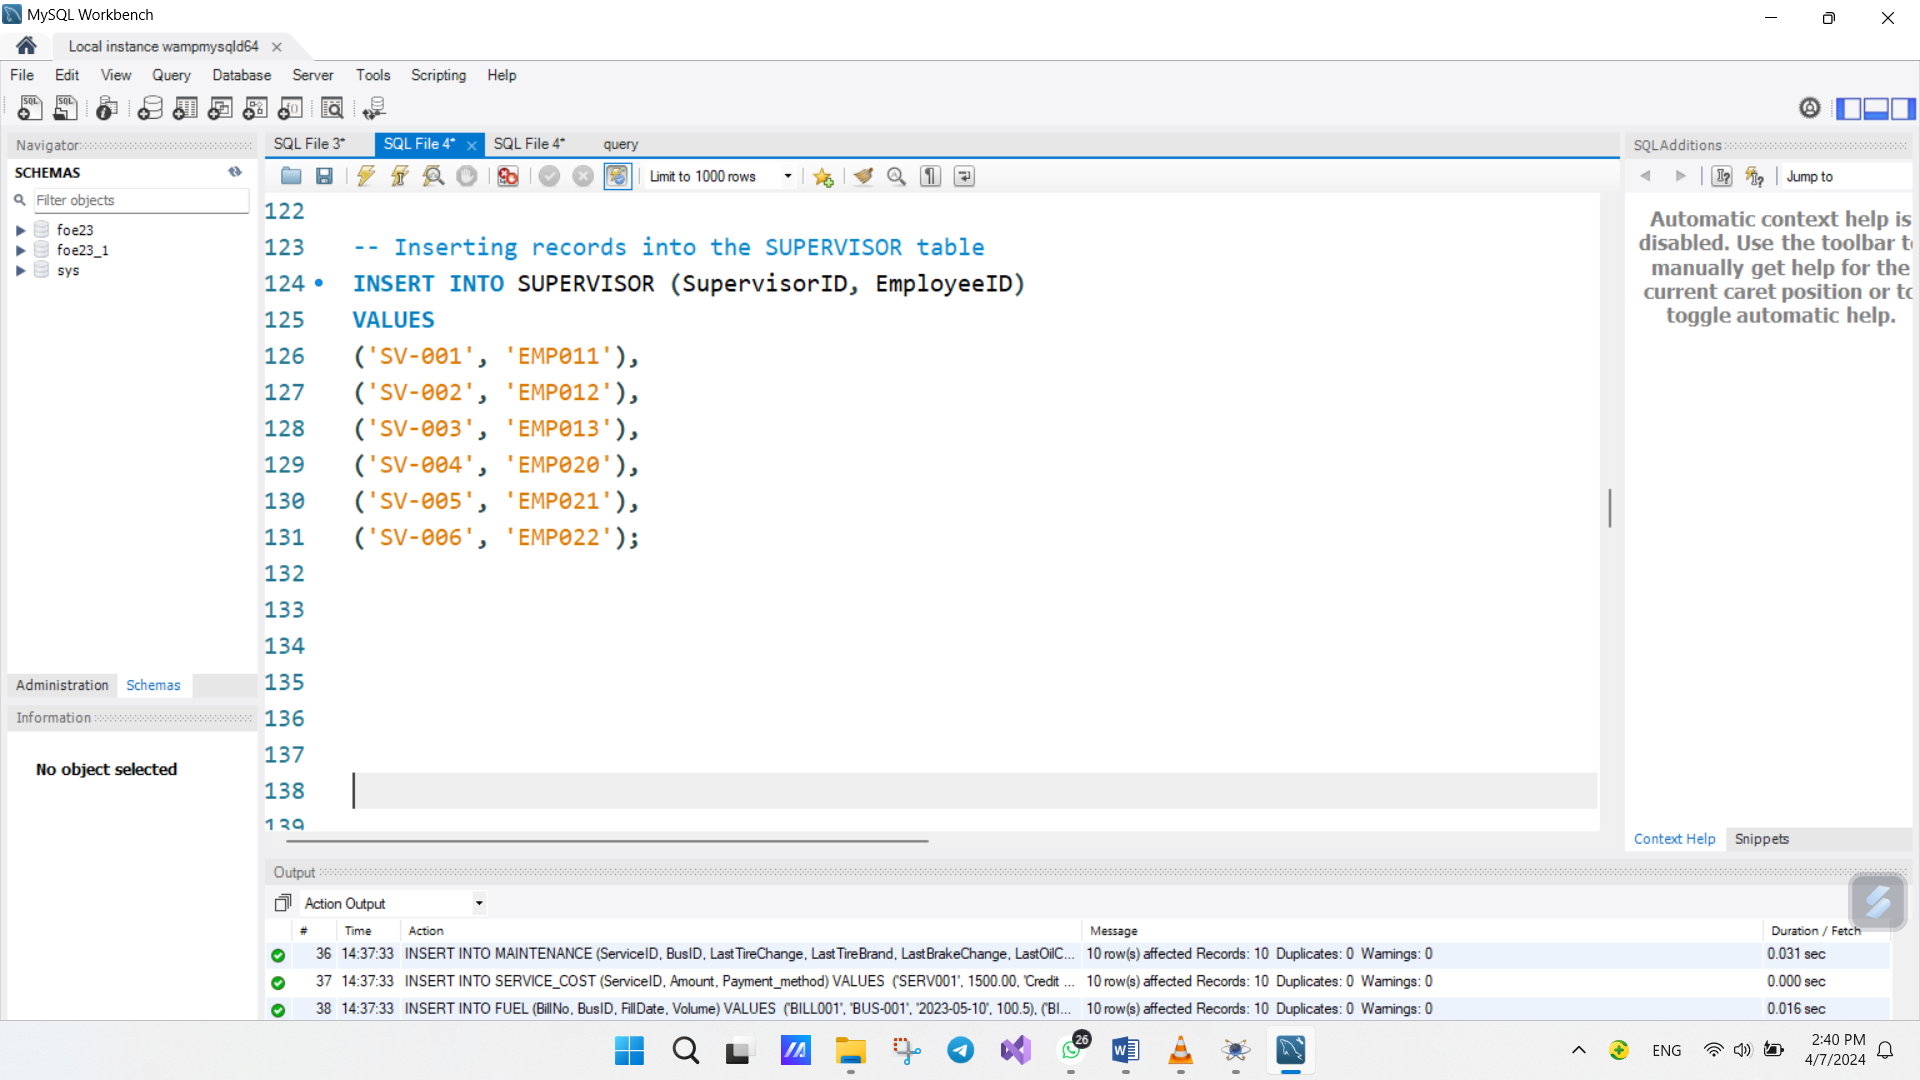 MySQL Workbench
Local instance wampmysqld64
File Edit View Query Database Server Tools Scripting Help
Navigator
SCHEMAS
Filter objects
foe23
foe23_1
sys
Administration Schemas
Information
No object selected
SQL File 3* SQL File 4* SQL File 4* query
Limit to 1000 rows
122
123 -- Inserting records into the SUPERVISOR table
124 INSERT INTO SUPERVISOR (SupervisorID, EmployeeID)
125 VALUES
126 ('SV-001', 'EMP011'),
127 ('SV-002', 'EMP012'),
128 ('SV-003', 'EMP013'),
129 ('SV-004', 'EMP020'),
130 ('SV-005', 'EMP021'),
131 ('SV-006', 'EMP022');
132
133
134
135
136
137
138
139
SQLAdditions
Jump to
Automatic context help is
disabled. Use the toolbar t
manually get help for the
current caret position or to
toggle automatic help.
Context Help Snippets
Output
Action Output
# Time Action Message Duration / Fetch
36 14:37:33 INSERT INTO MAINTENANCE (ServiceID, BusID, LastTireChange, LastTireBrand, LastBrakeChange, LastOilC... 10 row(s) affected Records: 10 Duplicates: 0 Warnings: 0 0.031 sec
37 14:37:33 INSERT INTO SERVICE_COST (ServiceID, Amount, Payment_method) VALUES ('SERV001', 1500.00, 'Credit ... 10 row(s) affected Records: 10 Duplicates: 0 Warnings: 0 0.000 sec
38 14:37:33 INSERT INTO FUEL (BillNo, BusID, FillDate, Volume) VALUES ('BILL001', 'BUS-001', '2023-05-10', 100.5), ('BI... 10 row(s) affected Records: 10 Duplicates: 0 Warnings: 0 0.016 sec
26
ENG
2:40 PM
4/7/2024